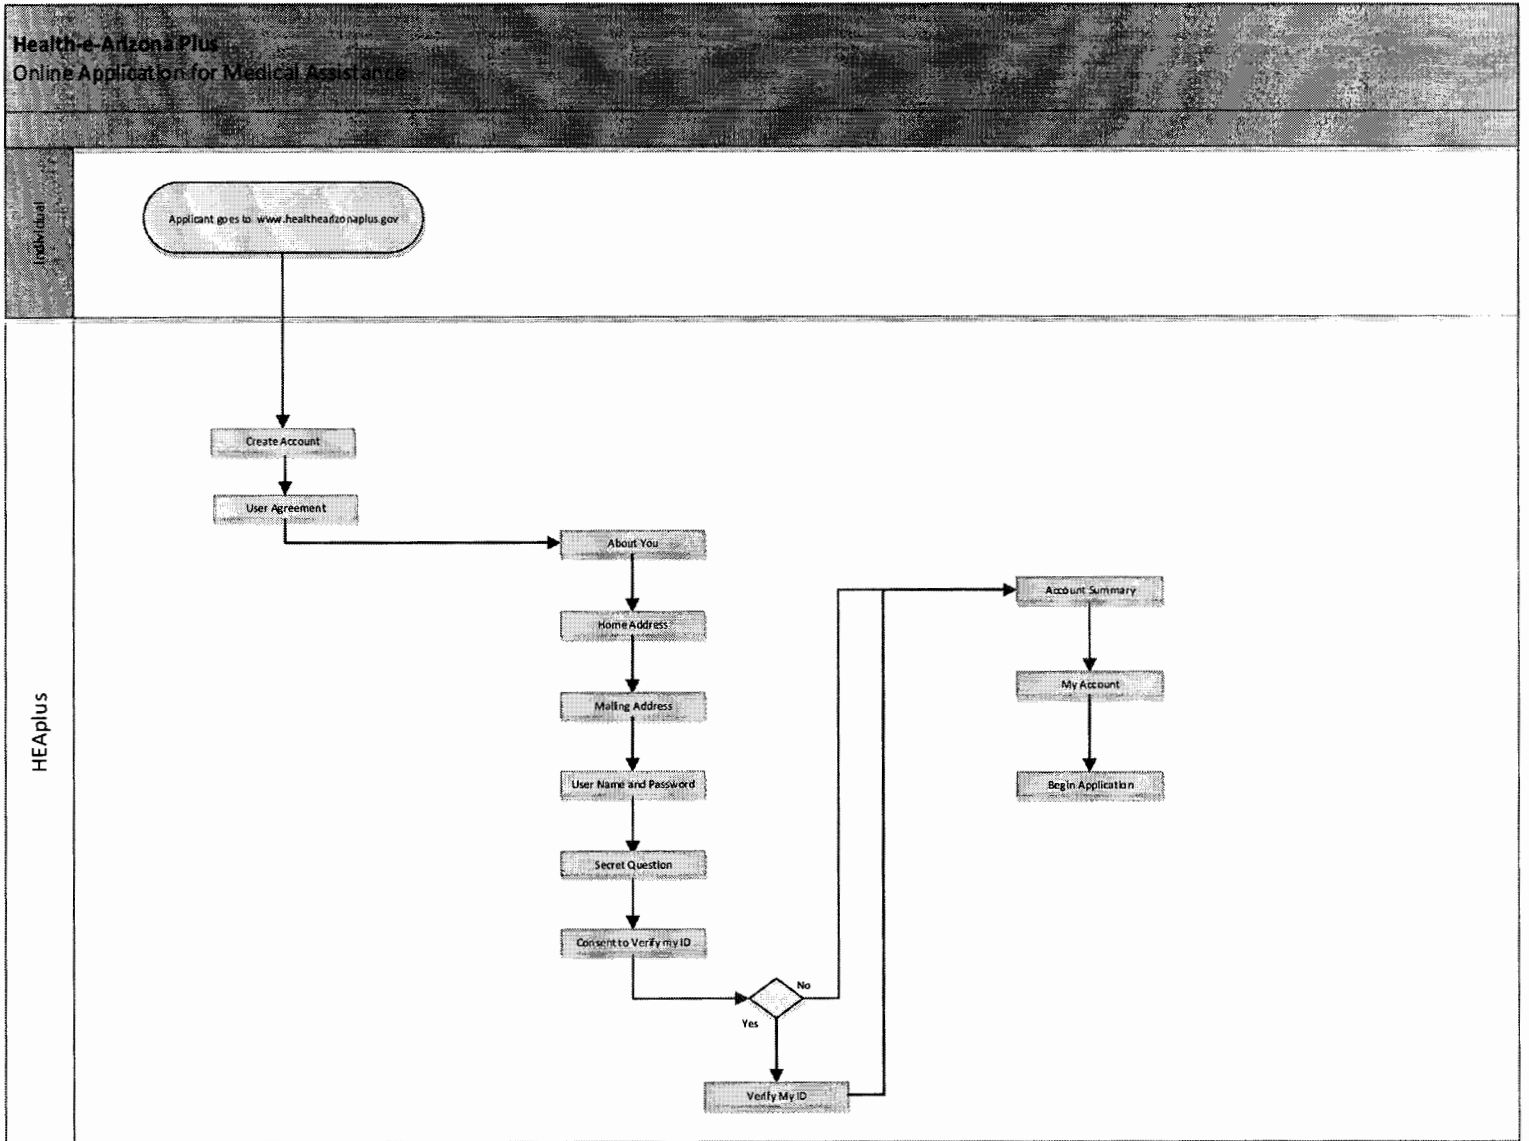 Health-e-Arizona Plus
Online Application for Medical Assistance
Individual
Applicant goes to www.healthearizonaplus.gov
HEAplus
Create Account
User Agreement
About You
Home Address
Mailing Address
User Name and Password
Secret Question
Consent to Verify my ID
No
Yes
Verify My ID
Account Summary
My Account
Begin Application